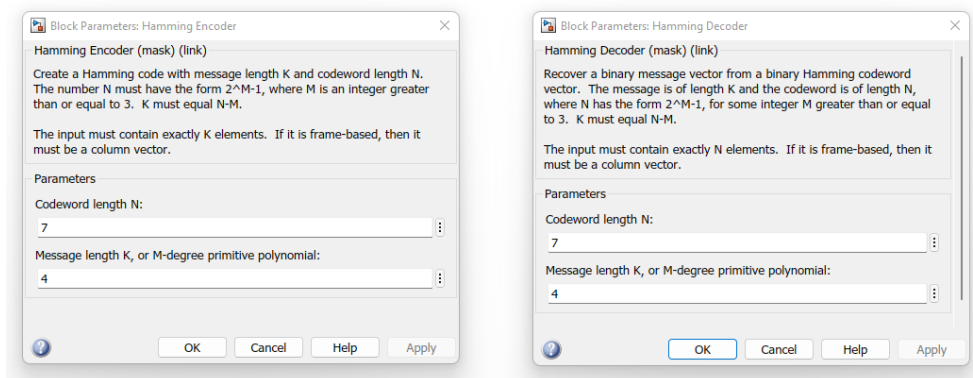 Block Parameters: Hamming Encoder
Hamming Encoder (mask) (link)
Create a Hamming code with message length K and codeword length N.
The number N must have the form 2^M-1, where M is an integer greater
than or equal to 3.  K must equal N-M.
The input must contain exactly K elements.  If it is frame-based, then it
must be a column vector.
Parameters
Codeword length N:
7
Message length K, or M-degree primitive polynomial:
4
OK Cancel Help Apply
Block Parameters: Hamming Decoder
Hamming Decoder (mask) (link)
Recover a binary message vector from a binary Hamming codeword
vector.  The message is of length K and the codeword is of length N,
where N has the form 2^M-1, for some integer M greater than or equal
to 3.  K must equal N-M.
The input must contain exactly N elements.  If it is frame-based, then it
must be a column vector.
Parameters
Codeword length N:
7
Message length K, or M-degree primitive polynomial:
4
OK Cancel Help Apply